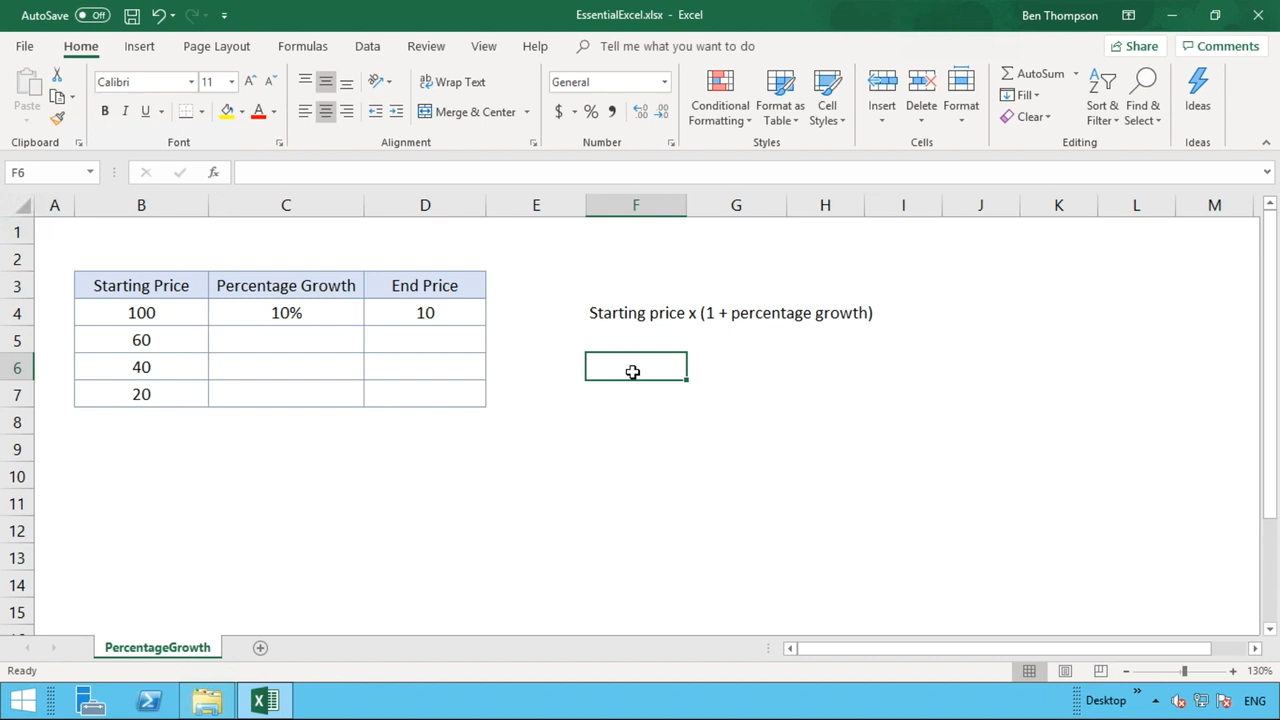 AutoSave Off EssentialExcel.xlsx - Excel Ben Thompson
File Home Insert Page Layout Formulas Data Review View Help Tell me what you want to do Share Comments
Paste Calibri 11 A A Wrap Text General Conditional Formatting Format as Table Cell Styles Insert Delete Format AutoSum Fill Clear Sort & Filter Find & Select Ideas
B I U A Merge & Center $ % ,
Clipboard Font Alignment Number Styles Cells Editing Ideas
F6 fx
A B C D E F G H I J K L M
1
2
3 Starting Price Percentage Growth End Price
4 100 10% 10 Starting price x (1 + percentage growth)
5 60
6 40
7 20
8
9
10
11
12
13
14
15
PercentageGrowth
Ready 130%
Desktop ENG